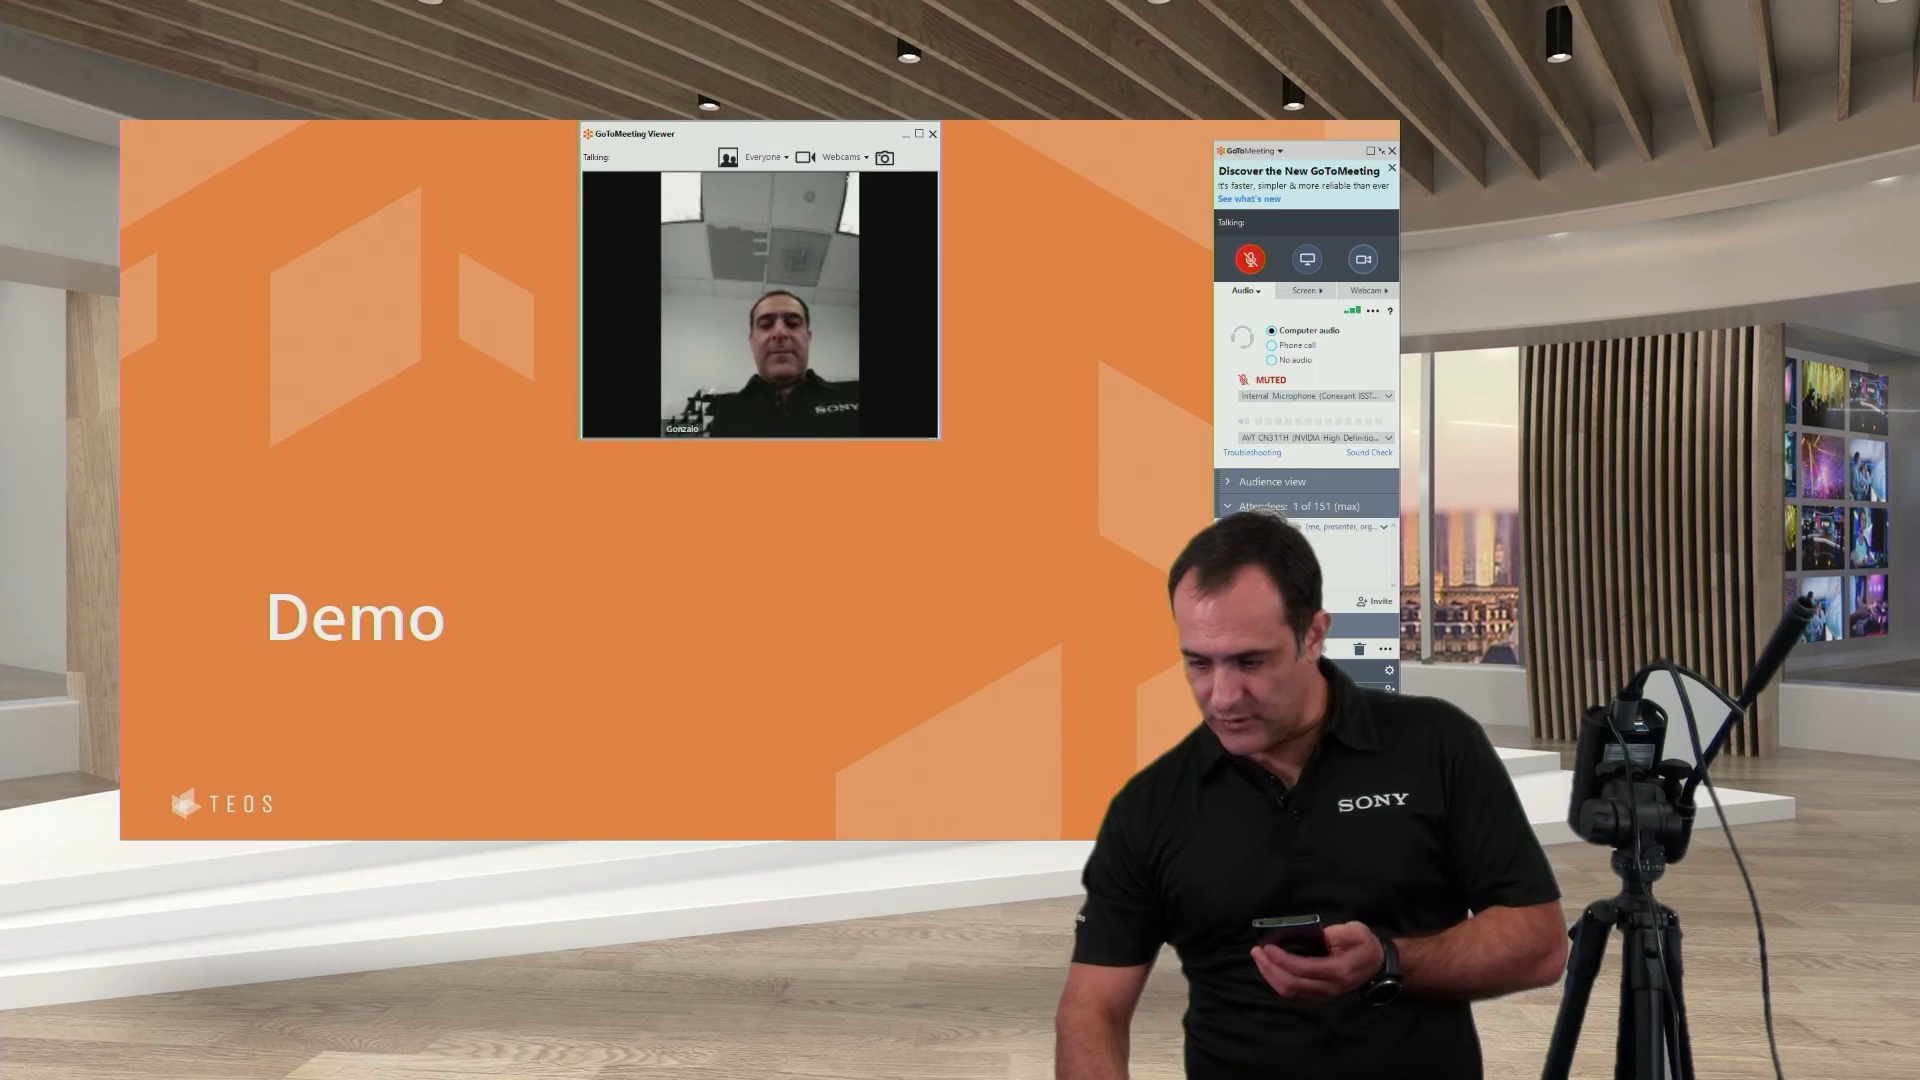 GoToMeeting Viewer
Talking:
Everyone
Webcams
Gonzalo
GoToMeeting
Discover the New GoToMeeting
It's faster, simpler & more reliable than ever
See what's new
Talking:
Audio
Screen
Webcam
?
Computer audio
Phone call
No audio
MUTED
Internal Microphone (Conexant ISST...
AVT CN311H (NVIDIA High Definitio...
Troubleshooting
Sound Check
Audience view
Attendees: 1 of 151 (max)
(me, presenter, org...
Invite
Demo
TEOS
SONY
SONY